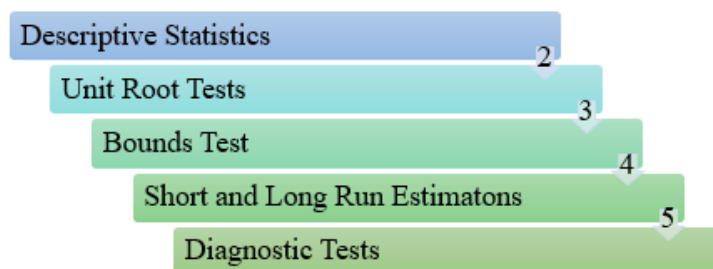 Descriptive Statistics
2
Unit Root Tests
3
Bounds Test
4
Short and Long Run Estimatons
5
Diagnostic Tests